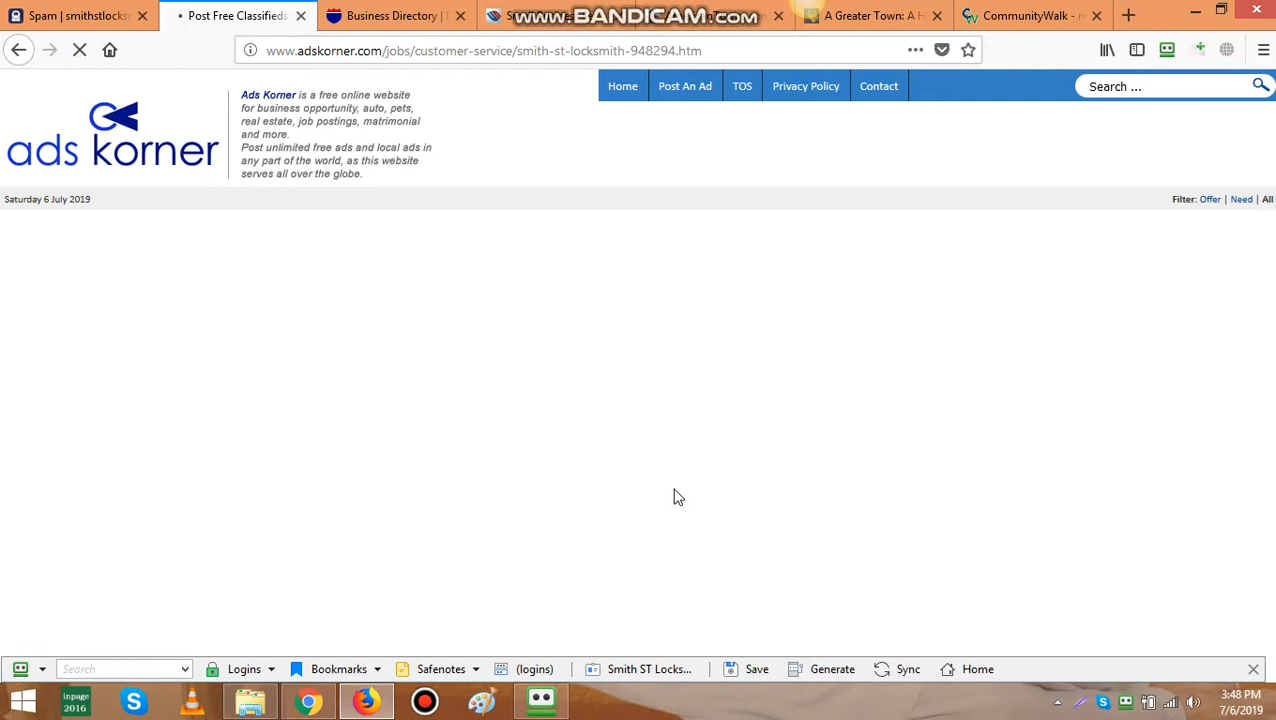 Spam | smithstocks
Post Free Classifieds
Business Directory | F
www.BANDICAM.com
A Greater Town: A H
CommunityWalk - m
www.adskorner.com/jobs/customer-service/smith-st-locksmith-948294.htm
Home
Post An Ad
TOS
Privacy Policy
Contact
Search ...
ads korner
Ads Korner is a free online website
for business opportunity, auto, pets,
real estate, job postings, matrimonial
and more.
Post unlimited free ads and local ads in
any part of the world, as this website
serves all over the globe.
Saturday 6 July 2019
Filter: Offer | Need | All
Search
Logins
Bookmarks
Safenotes
(logins)
Smith ST Locks...
Save
Generate
Sync
Home
inpage
2016
3:48 PM
7/6/2019